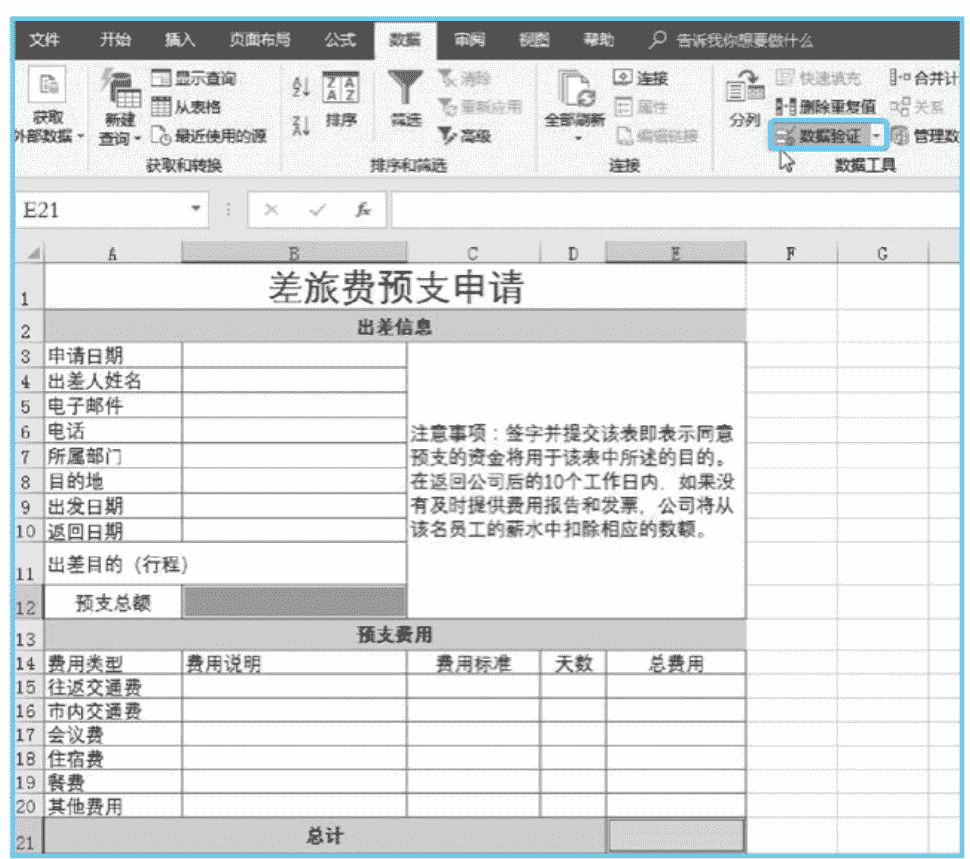 文件 开始 插入 页面布局 公式 数据 审阅 视图 帮助 告诉我你想要做什么
显示查询 清除 连接 快速填充 合并计
获取 新建 从表格 排序 筛选 重新应用 全部刷新 属性 分列 删除重复值 关系
外部数据 查询 最近使用的源 高级 编辑链接 数据验证 管理数
获取和转换 排序和筛选 连接 数据工具
E21 fx
A B C D E F G
1 差旅费预支申请
2 出差信息
3 申请日期
4 出差人姓名
5 电子邮件
6 电话
7 所属部门
8 目的地
9 出发日期
10 返回日期
注意事项：签字并提交该表即表示同意
预支的资金将用于该表中所述的目的。
在返回公司后的10个工作日内，如果没
有及时提供费用报告和发票，公司将从
该名员工的薪水中扣除相应的数额。
11 出差目的（行程）
12 预支总额
13 预支费用
14 费用类型 费用说明 费用标准 天数 总费用
15 往返交通费
16 市内交通费
17 会议费
18 住宿费
19 餐费
20 其他费用
21 总计